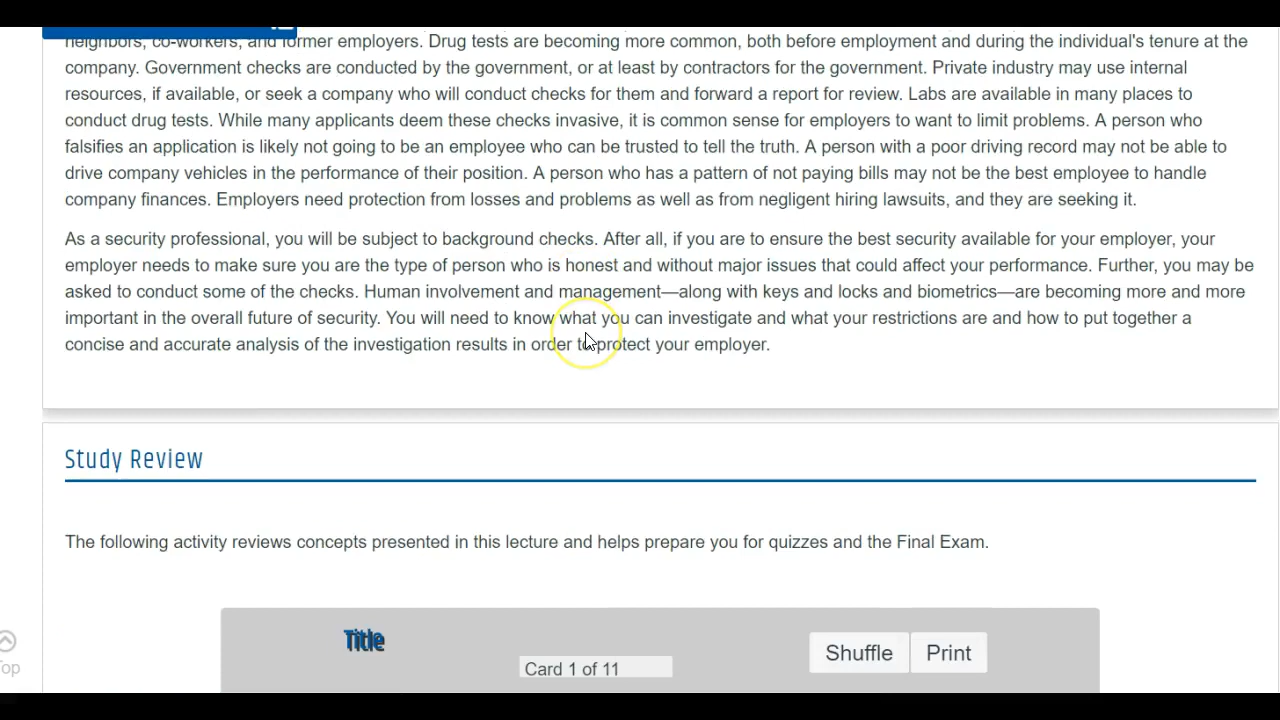 neighbors, co-workers, and former employers. Drug tests are becoming more common, both before employment and during the individual's tenure at the
company. Government checks are conducted by the government, or at least by contractors for the government. Private industry may use internal
resources, if available, or seek a company who will conduct checks for them and forward a report for review. Labs are available in many places to
conduct drug tests. While many applicants deem these checks invasive, it is common sense for employers to want to limit problems. A person who
falsifies an application is likely not going to be an employee who can be trusted to tell the truth. A person with a poor driving record may not be able to
drive company vehicles in the performance of their position. A person who has a pattern of not paying bills may not be the best employee to handle
company finances. Employers need protection from losses and problems as well as from negligent hiring lawsuits, and they are seeking it.
As a security professional, you will be subject to background checks. After all, if you are to ensure the best security available for your employer, your
employer needs to make sure you are the type of person who is honest and without major issues that could affect your performance. Further, you may be
asked to conduct some of the checks. Human involvement and management—along with keys and locks and biometrics—are becoming more and more
important in the overall future of security. You will need to know what you can investigate and what your restrictions are and how to put together a
concise and accurate analysis of the investigation results in order to protect your employer.
Study Review
The following activity reviews concepts presented in this lecture and helps prepare you for quizzes and the Final Exam.
Title
Shuffle
Print
Card 1 of 11
Top